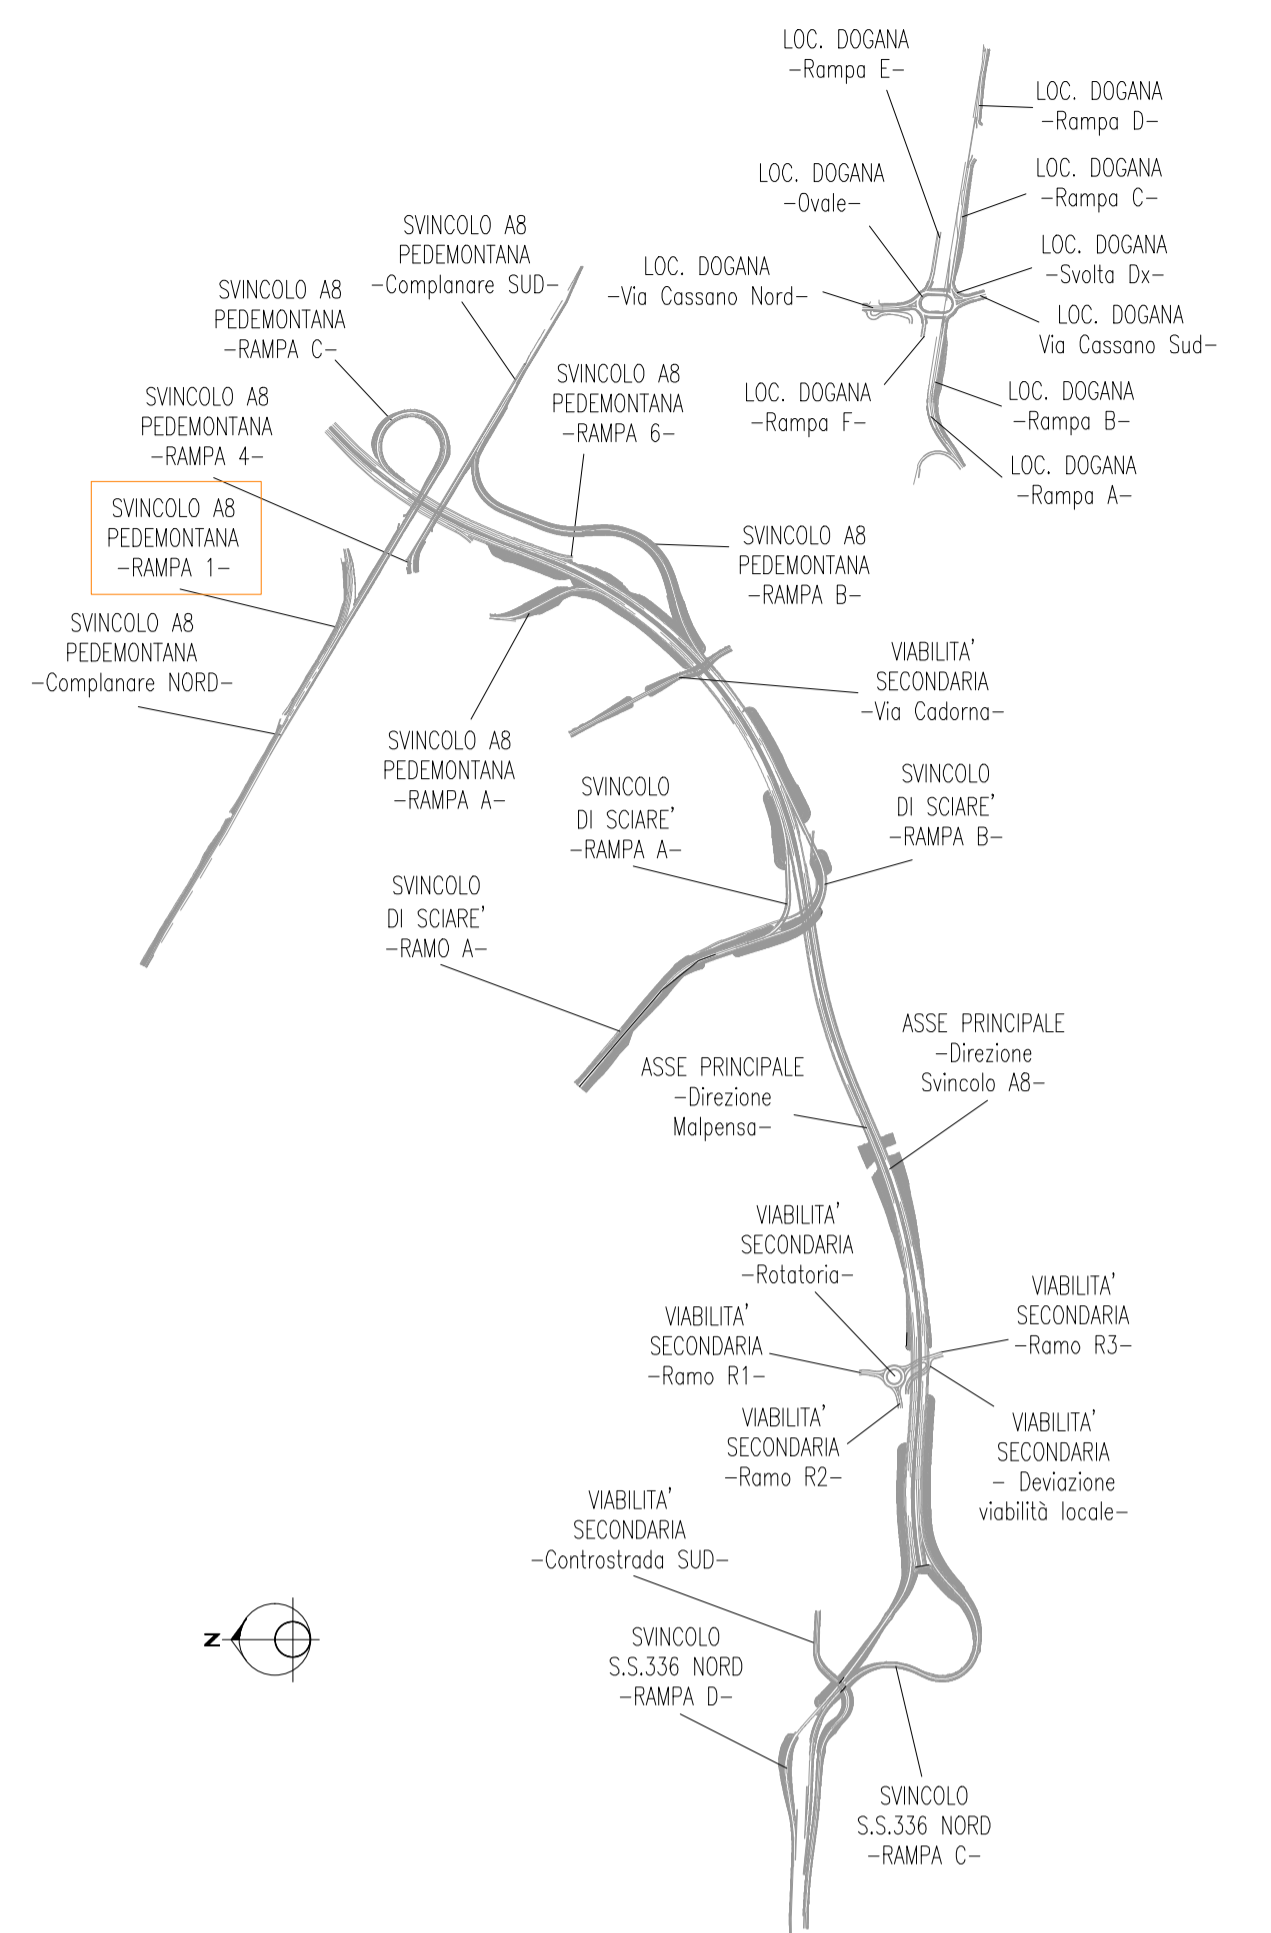 LOC. DOGANA
-Rampa E-
LOC. DOGANA
-Rampa D-
LOC. DOGANA
-Ovale-
LOC. DOGANA
-Rampa C-
SVINCOLO A8
PEDEMONTANA
-Complanare SUD-
LOC. DOGANA
-Svolta Dx-
LOC. DOGANA
-Via Cassano Nord-
SVINCOLO A8
PEDEMONTANA
-RAMPA C-
LOC. DOGANA
Via Cassano Sud-
SVINCOLO A8
PEDEMONTANA
-RAMPA 6-
LOC. DOGANA
-Rampa F-
LOC. DOGANA
-Rampa B-
SVINCOLO A8
PEDEMONTANA
-RAMPA 4-
LOC. DOGANA
-Rampa A-
SVINCOLO A8
PEDEMONTANA
-RAMPA 1-
SVINCOLO A8
PEDEMONTANA
-RAMPA B-
SVINCOLO A8
PEDEMONTANA
-Complanare NORD-
VIABILITA'
SECONDARIA
-Via Cadorna-
SVINCOLO A8
PEDEMONTANA
-RAMPA A-
SVINCOLO
DI SCIARE'
-RAMPA A-
SVINCOLO
DI SCIARE'
-RAMPA B-
SVINCOLO
DI SCIARE'
-RAMO A-
ASSE PRINCIPALE
-Direzione
Svincolo A8-
ASSE PRINCIPALE
-Direzione
Malpensa-
VIABILITA'
SECONDARIA
-Rotatoria-
VIABILITA'
SECONDARIA
-Ramo R3-
VIABILITA'
SECONDARIA
-Ramo R1-
VIABILITA'
SECONDARIA
-Ramo R2-
VIABILITA'
SECONDARIA
- Deviazione
viabilità locale-
VIABILITA'
SECONDARIA
-Controstrada SUD-
N
SVINCOLO
S.S.336 NORD
-RAMPA D-
SVINCOLO
S.S.336 NORD
-RAMPA C-